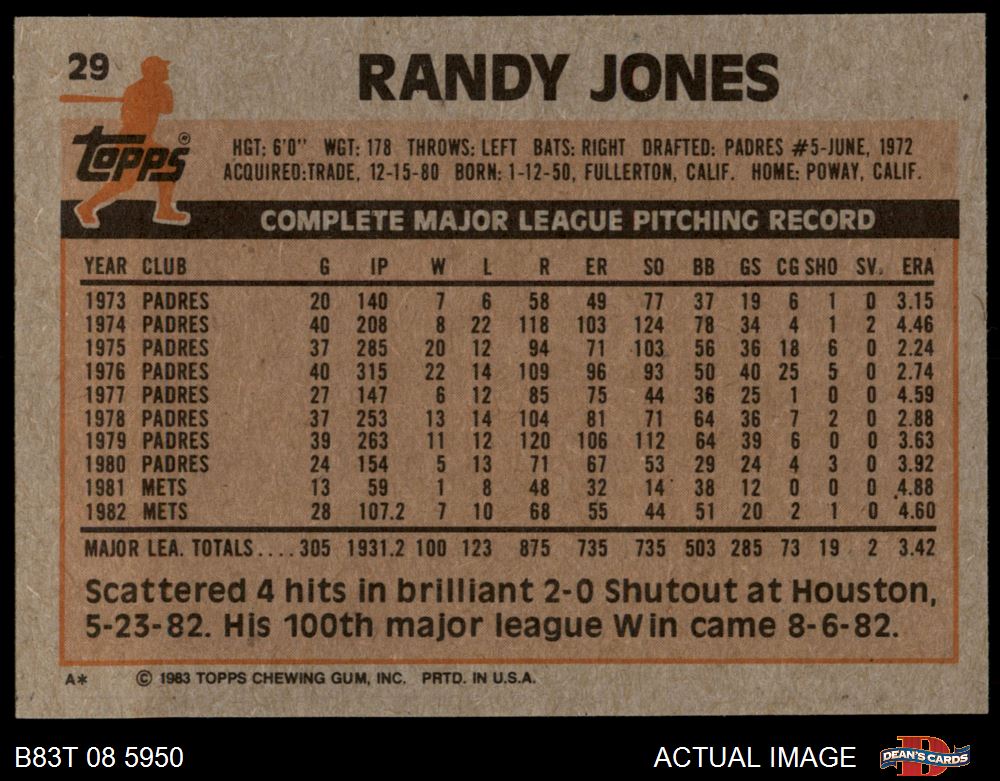 29
RANDY JONES
Topps®
HGT: 6'0" WGT: 178 THROWS: LEFT BATS: RIGHT DRAFTED: PADRES #5-JUNE, 1972
ACQUIRED:TRADE, 12-15-80 BORN: 1-12-50, FULLERTON, CALIF. HOME: POWAY, CALIF.
COMPLETE MAJOR LEAGUE PITCHING RECORD
YEAR CLUB G IP W L R ER SO BB GS CG SHO SV. ERA
1973 PADRES 20 140 7 6 58 49 77 37 19 6 1 0 3.15
1974 PADRES 40 208 8 22 118 103 124 78 34 4 1 2 4.46
1975 PADRES 37 285 20 12 94 71 103 56 36 18 6 0 2.24
1976 PADRES 40 315 22 14 109 96 93 50 40 25 5 0 2.74
1977 PADRES 27 147 6 12 85 75 44 36 25 1 0 0 4.59
1978 PADRES 37 253 13 14 104 81 71 64 36 7 2 0 2.88
1979 PADRES 39 263 11 12 120 106 112 64 39 6 0 0 3.63
1980 PADRES 24 154 5 13 71 67 53 29 24 4 3 0 3.92
1981 METS 13 59 1 8 48 32 14 38 12 0 0 0 4.88
1982 METS 28 107.2 7 10 68 55 44 51 20 2 1 0 4.60
MAJOR LEA. TOTALS.... 305 1931.2 100 123 875 735 735 503 285 73 19 2 3.42
Scattered 4 hits in brilliant 2-0 Shutout at Houston,
5-23-82. His 100th major league Win came 8-6-82.
A* © 1983 TOPPS CHEWING GUM, INC. PRTD. IN U.S.A.
B83T 08 5950 ACTUAL IMAGE DEAN'S CARDS